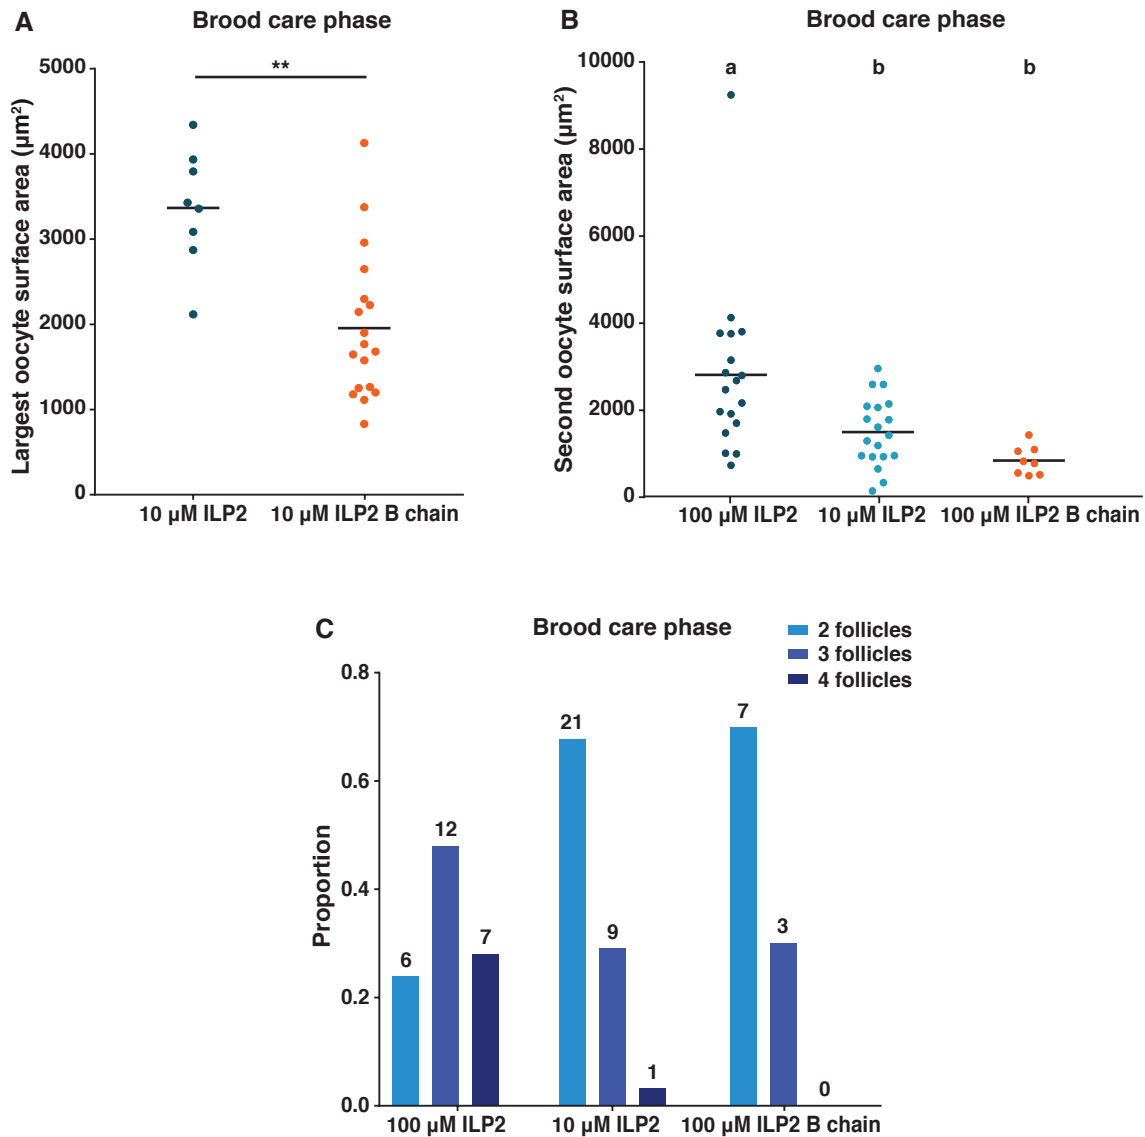 A
Brood care phase
**
Largest oocyte surface area (µm²)
5000
4000
3000
2000
1000
0
10 µM ILP2
10 µM ILP2 B chain
B
Brood care phase
a
b
b
Second oocyte surface area (µm²)
10000
8000
6000
4000
2000
0
100 µM ILP2
10 µM ILP2
100 µM ILP2 B chain
C
Brood care phase
2 follicles
3 follicles
4 follicles
Proportion
0.8
0.6
0.4
0.2
0.0
6
12
7
21
9
1
7
3
0
100 µM ILP2
10 µM ILP2
100 µM ILP2 B chain